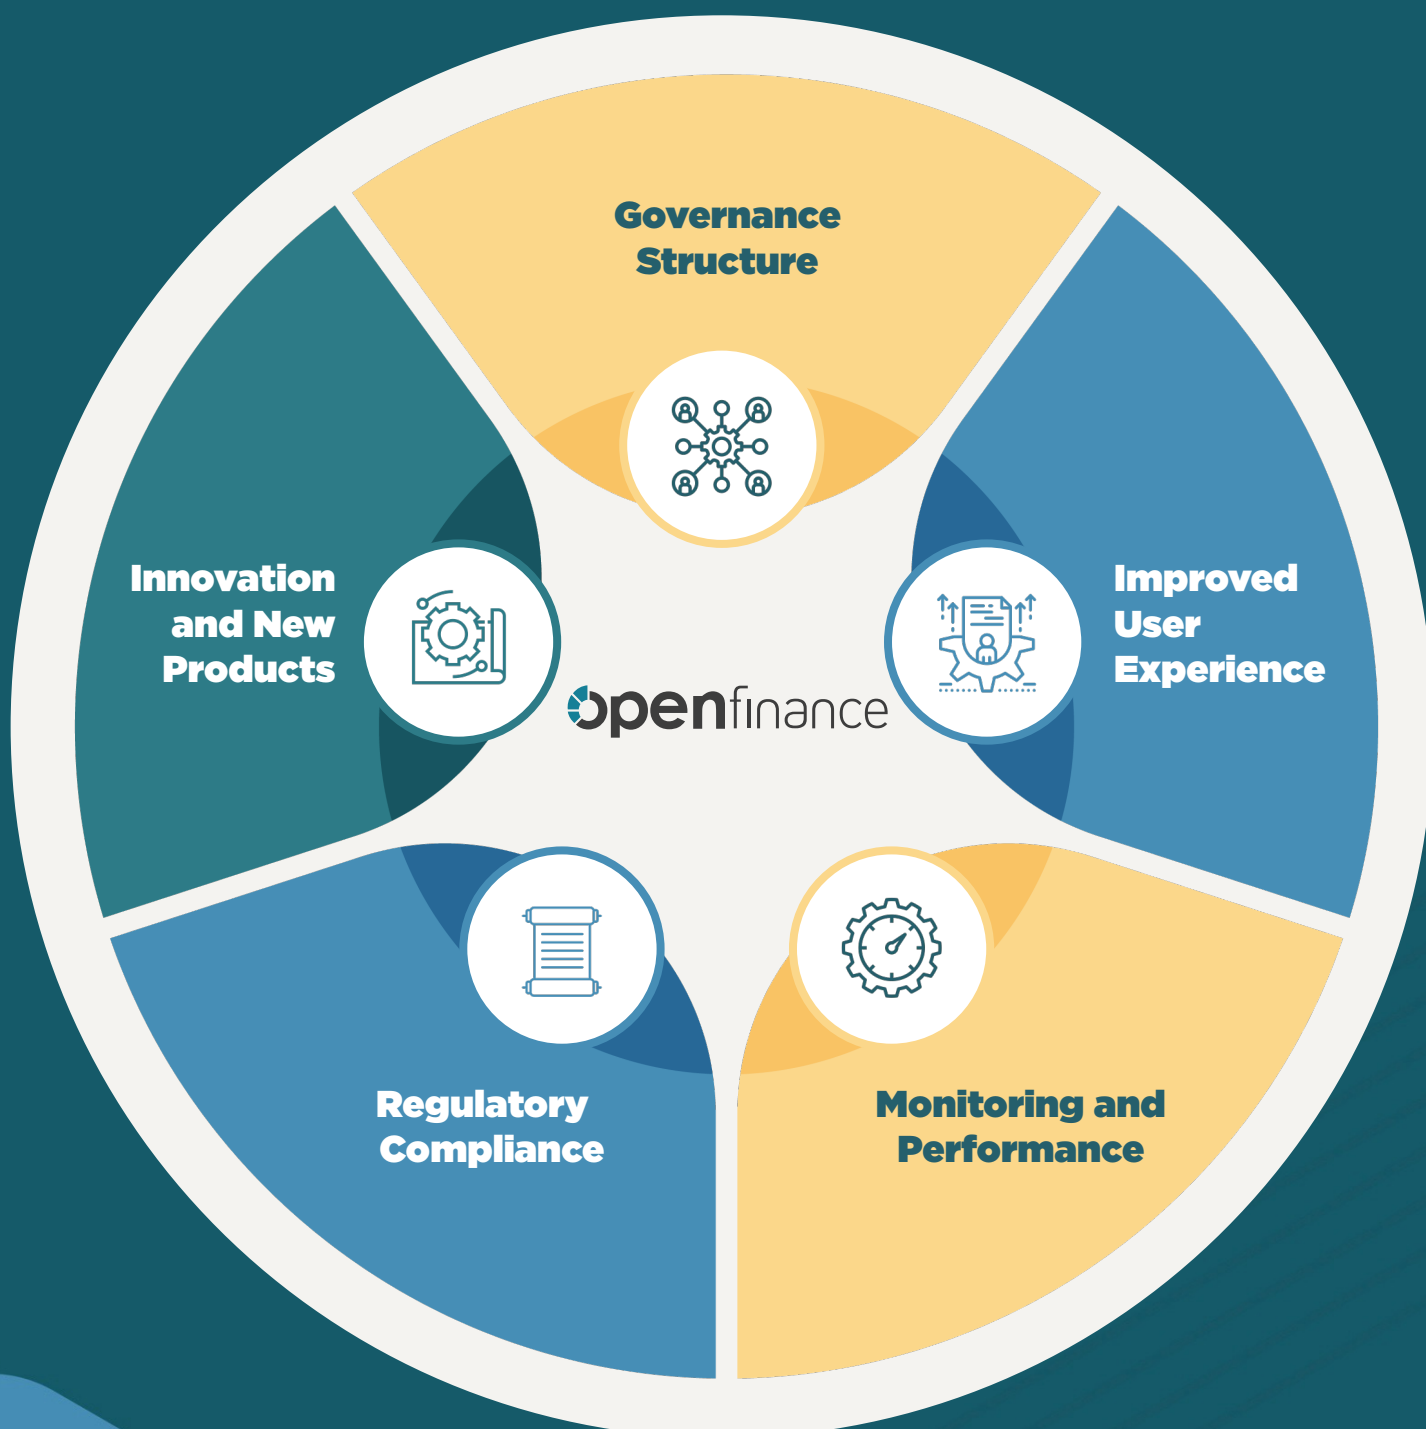 Governance
Structure
Innovation
and New
Products
Improved
User
Experience
openfinance
Regulatory
Compliance
Monitoring and
Performance